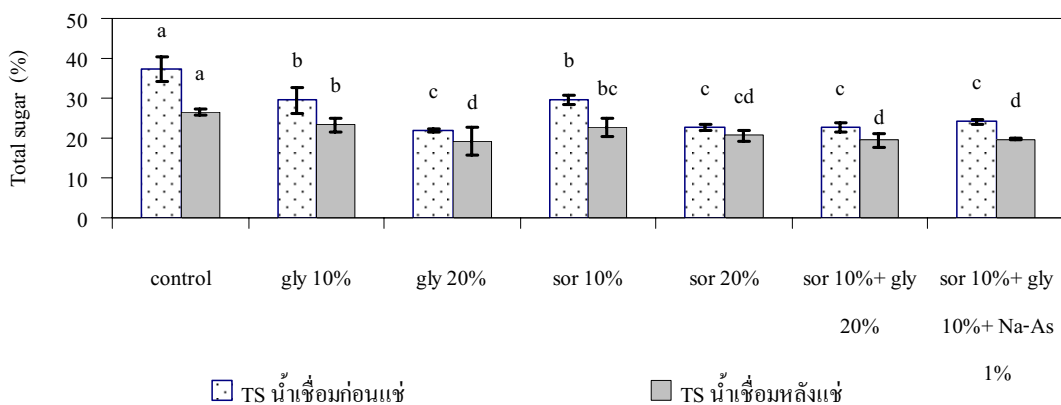 Total sugar (%)
50
40
30
20
10
0
a
a
b
b
c
d
b
bc
c
cd
c
d
c
d
control
gly 10%
gly 20%
sor 10%
sor 20%
sor 10%+ gly
20%
sor 10%+ gly
10%+ Na-As
1%
TS น้ำเชื่อมก่อนแช่
TS น้ำเชื่อมหลังแช่